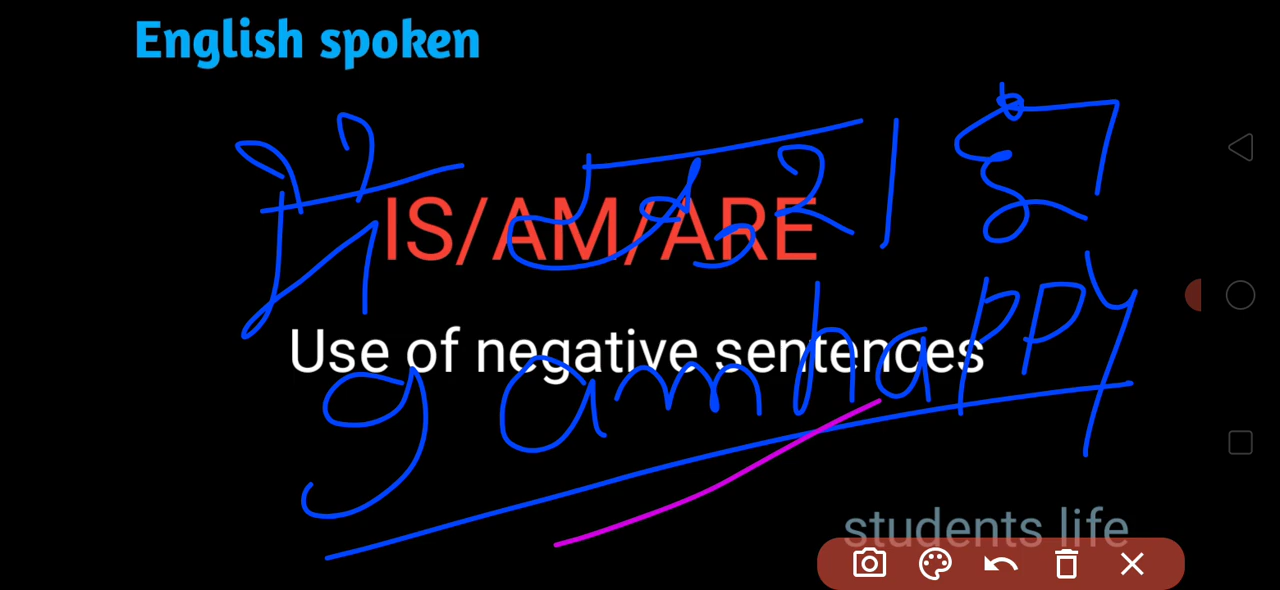 English spoken
IS/AM/ARE
Use of negative sentences
I am happy
students life